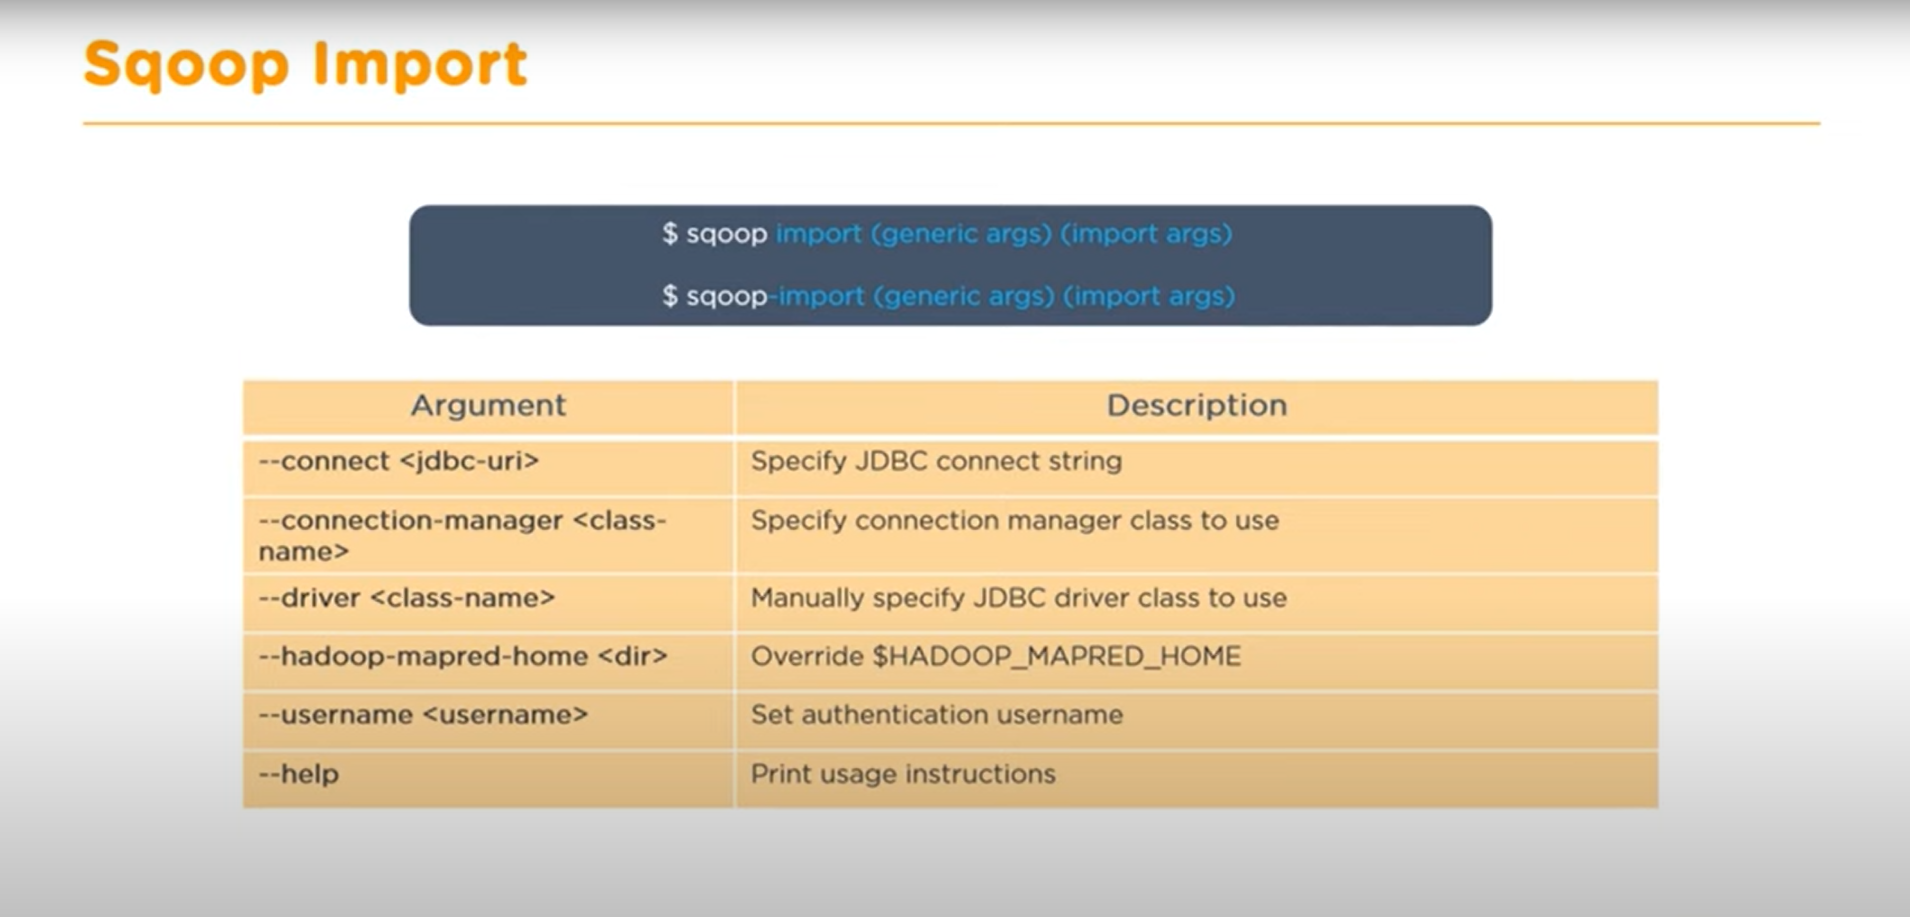 Sqoop Import
$ sqoop import (generic args) (import args)
$ sqoop-import (generic args) (import args)
Argument Description
--connect <jdbc-uri> Specify JDBC connect string
--connection-manager <class- Specify connection manager class to use
name>
--driver <class-name> Manually specify JDBC driver class to use
--hadoop-mapred-home <dir> Override $HADOOP_MAPRED_HOME
--username <username> Set authentication username
--help Print usage instructions